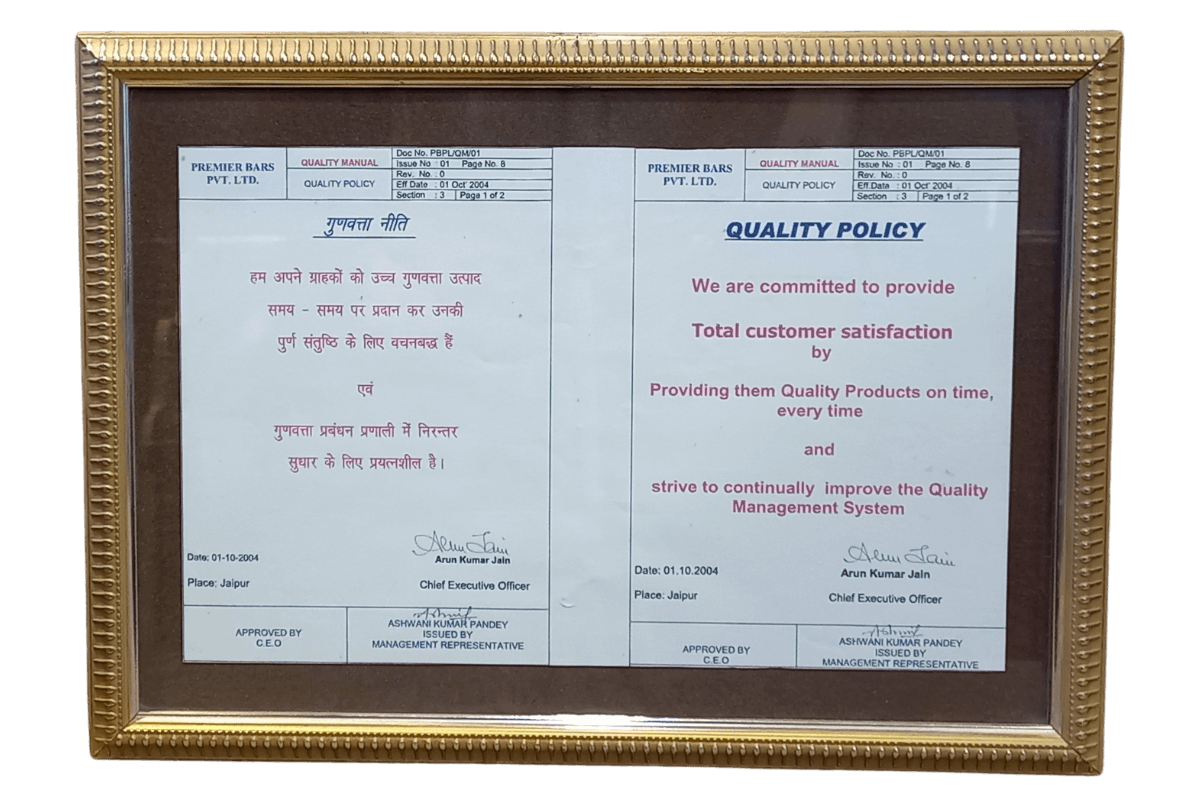 PREMIER BARS
PVT. LTD.
QUALITY MANUAL
QUALITY POLICY
Doc No. PBPL/QM/01
Issue No : 01 Page No. 8
Rev. No. : 0
Eff Date : 01 Oct' 2004
Section : 3 Page 1 of 2
गुणवत्ता नीति
हम अपने ग्राहकों को उच्च गुणवत्ता उत्पाद
समय - समय पर प्रदान कर उनकी
पुर्ण संतुष्ठि के लिए वचनबद्ध हैं
एवं
गुणवत्ता प्रबंधन प्रणाली में निरन्तर
सुधार के लिए प्रयत्नशील है।
Arun Jain
Date: 01-10-2004
Arun Kumar Jain
Place: Jaipur
Chief Executive Officer
APPROVED BY
C.E.O
ASHWANI KUMAR PANDEY
ISSUED BY
MANAGEMENT REPRESENTATIVE
PREMIER BARS
PVT. LTD.
QUALITY MANUAL
QUALITY POLICY
Doc No. PBPL/QM/01
Issue No : 01 Page No. 8
Rev. No. : 0
Eff.Date : 01 Oct' 2004
Section : 3 Page 1 of 2
QUALITY POLICY
We are committed to provide
Total customer satisfaction
by
Providing them Quality Products on time,
every time
and
strive to continually improve the Quality
Management System
Arun Jain
Date: 01.10.2004
Arun Kumar Jain
Place: Jaipur
Chief Executive Officer
APPROVED BY
C.E.O
ASHWANI KUMAR PANDEY
ISSUED BY
MANAGEMENT REPRESENTATIVE